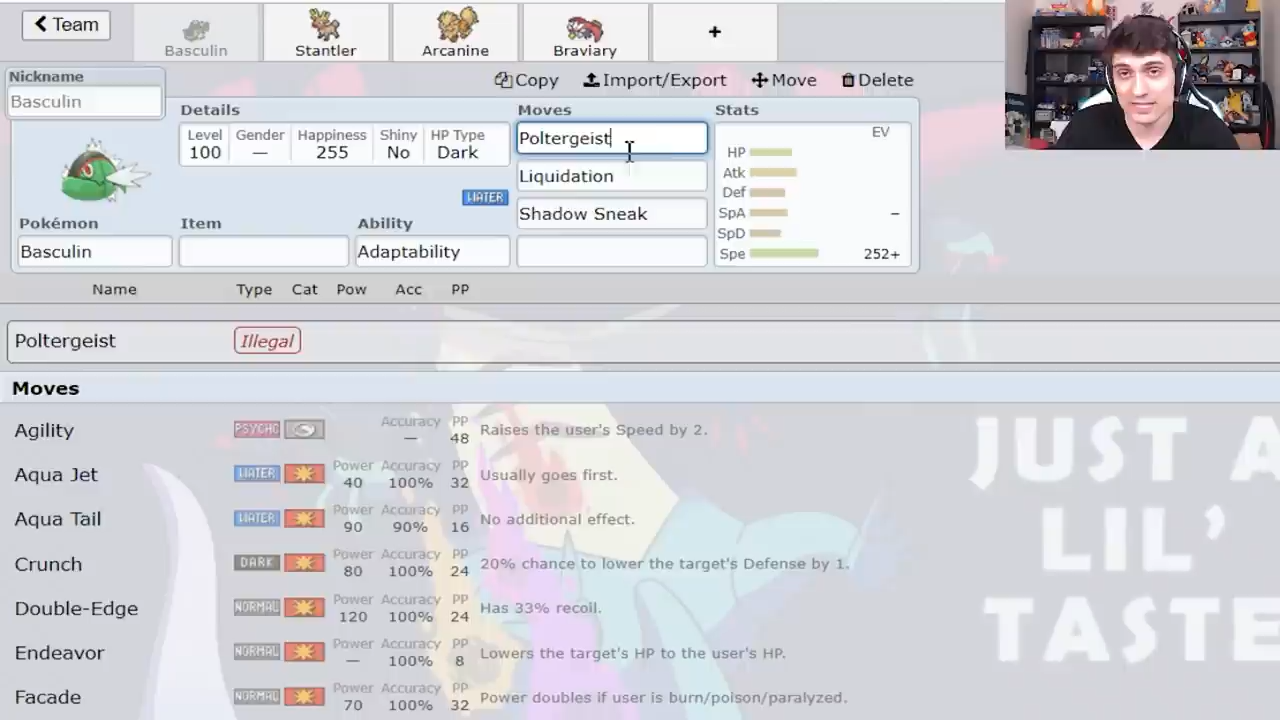 Team
Basculin
Stantler
Arcanine
Braviary
+
Nickname
Basculin
Copy
Import/Export
Move
Delete
Details
Level
100
Gender
—
Happiness
255
Shiny
No
HP Type
Dark
WATER
Pokémon
Basculin
Item
Ability
Adaptability
Moves
Poltergeist
Liquidation
Shadow Sneak
Stats
EV
HP
Atk
Def
SpA –
SpD
Spe 252+
Name Type Cat Pow Acc PP
Poltergeist Illegal
Moves
Accuracy PP
Agility PSYCHC — 48 Raises the user's Speed by 2.
Power Accuracy PP
Aqua Jet WATER 40 100% 32 Usually goes first.
Power Accuracy PP
Aqua Tail WATER 90 90% 16 No additional effect.
Power Accuracy PP
Crunch DARK 80 100% 24 20% chance to lower the target's Defense by 1.
Power Accuracy PP
Double-Edge NORMAL 120 100% 24 Has 33% recoil.
Power Accuracy PP
Endeavor NORMAL — 100% 8 Lowers the target's HP to the user's HP.
Power Accuracy PP
Facade NORMAL 70 100% 32 Power doubles if user is burn/poison/paralyzed.
JUST A
LIL'
TASTE